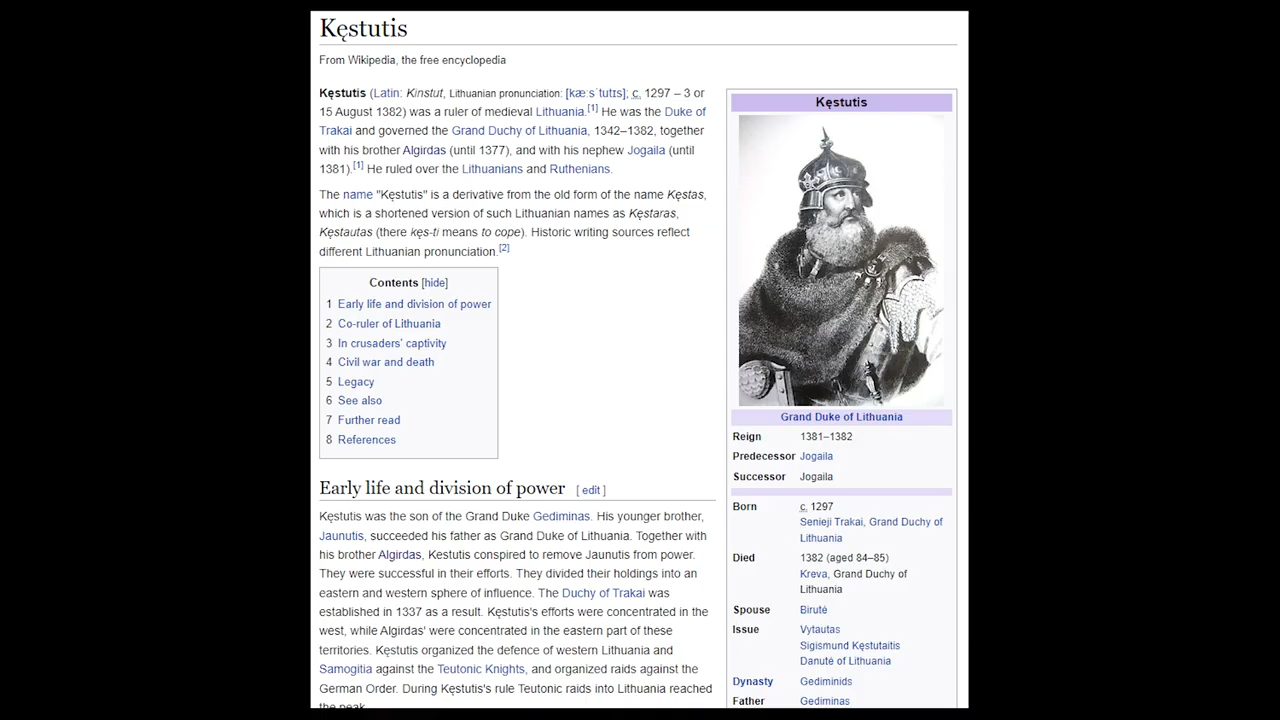 Kęstutis
From Wikipedia, the free encyclopedia
Kęstutis (Latin: Kinstut, Lithuanian pronunciation: [kæːsˈtutɪs]; c. 1297 – 3 or
15 August 1382) was a ruler of medieval Lithuania.[1] He was the Duke of
Trakai and governed the Grand Duchy of Lithuania, 1342–1382, together
with his brother Algirdas (until 1377), and with his nephew Jogaila (until
1381).[1] He ruled over the Lithuanians and Ruthenians.
The name "Kęstutis" is a derivative from the old form of the name Kęstas,
which is a shortened version of such Lithuanian names as Kęstaras,
Kęstautas (there kęs-ti means to cope). Historic writing sources reflect
different Lithuanian pronunciation.[2]
Contents [hide]
1 Early life and division of power
2 Co-ruler of Lithuania
3 In crusaders' captivity
4 Civil war and death
5 Legacy
6 See also
7 Further read
8 References
Early life and division of power [ edit ]
Kęstutis was the son of the Grand Duke Gediminas. His younger brother,
Jaunutis, succeeded his father as Grand Duke of Lithuania. Together with
his brother Algirdas, Kestutis conspired to remove Jaunutis from power.
They were successful in their efforts. They divided their holdings into an
eastern and western sphere of influence. The Duchy of Trakai was
established in 1337 as a result. Kęstutis's efforts were concentrated in the
west, while Algirdas' were concentrated in the eastern part of these
territories. Kęstutis organized the defence of western Lithuania and
Samogitia against the Teutonic Knights, and organized raids against the
German Order. During Kęstutis's rule Teutonic raids into Lithuania reached
the peak.
Kęstutis
Grand Duke of Lithuania
Reign 1381–1382
Predecessor Jogaila
Successor Jogaila
Born c. 1297
Senieji Trakai, Grand Duchy of
Lithuania
Died 1382 (aged 84–85)
Kreva, Grand Duchy of
Lithuania
Spouse Birutė
Issue Vytautas
Sigismund Kęstutaitis
Danutė of Lithuania
Dynasty Gediminids
Father Gediminas